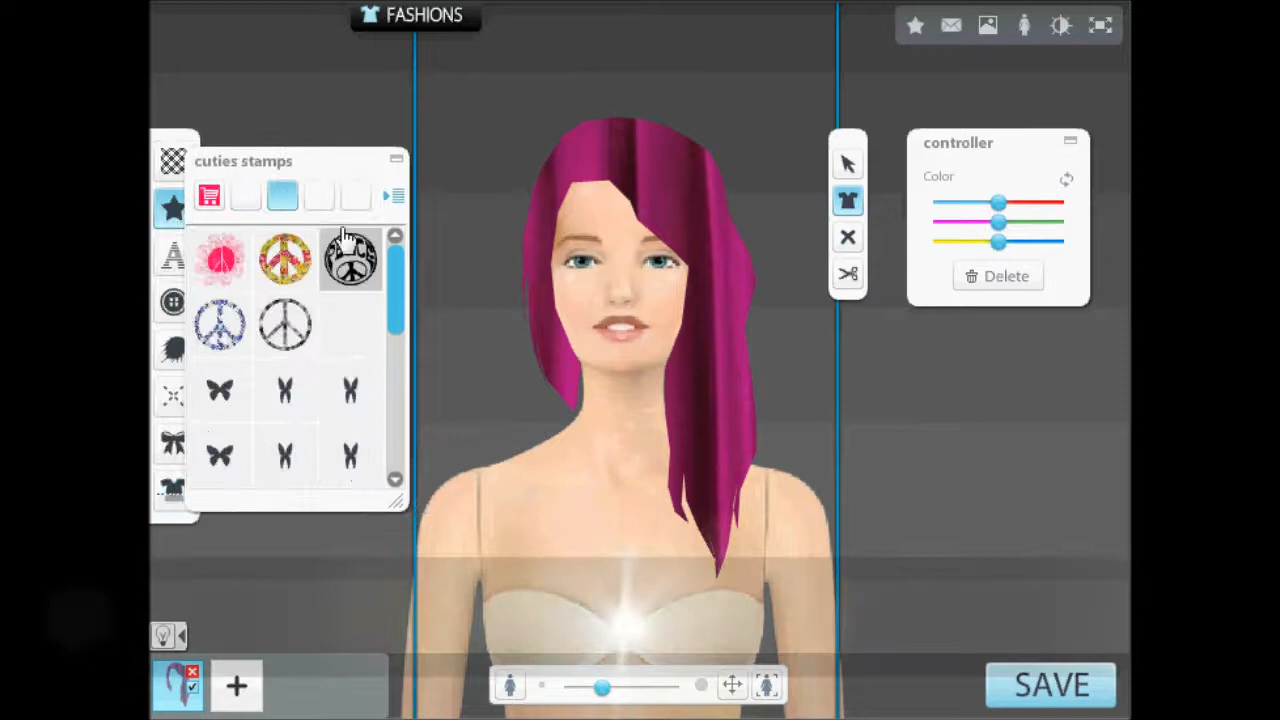 FASHIONS
cuties stamps
controller
Color
Delete
A
SAVE